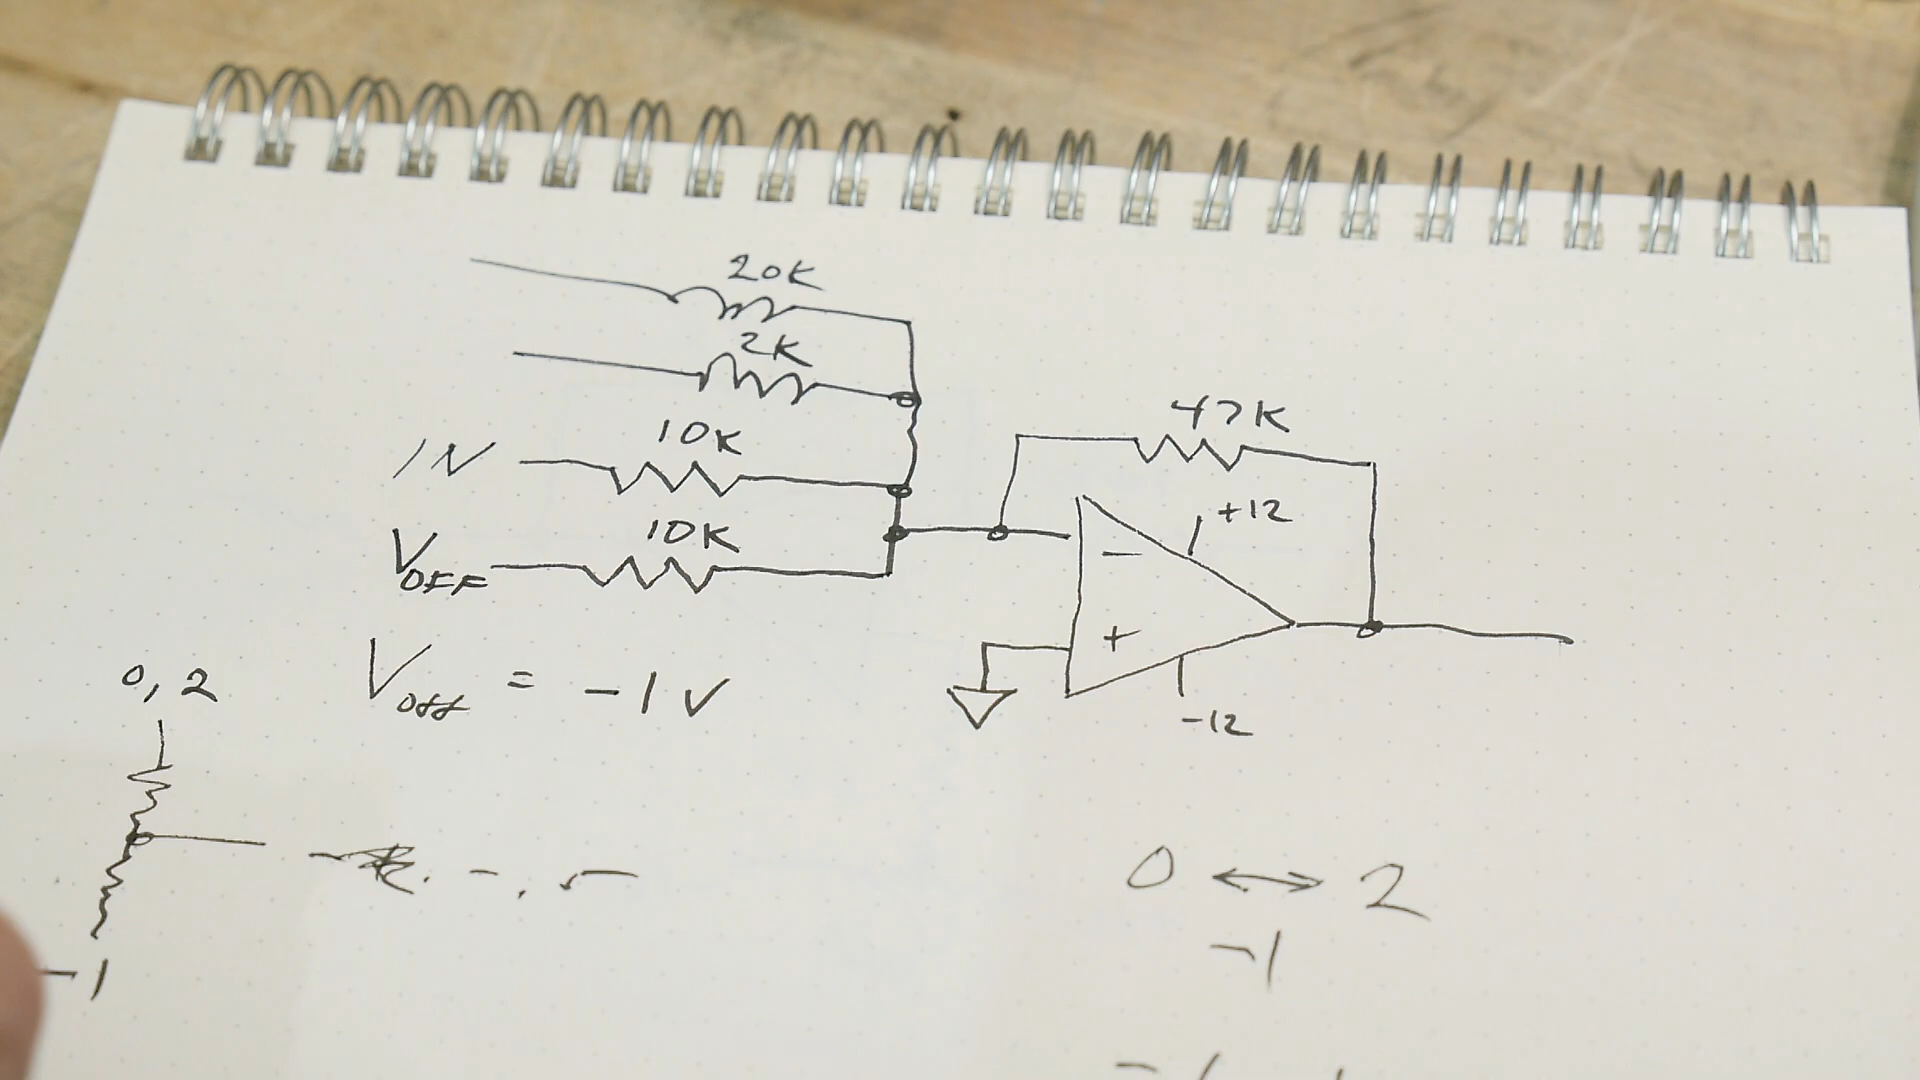 20K
2K
47K
IN 10K
+12
VOFF 10K
-
+
0, 2
Voff = -1V
-12
0 ↔ 2
-1
-1